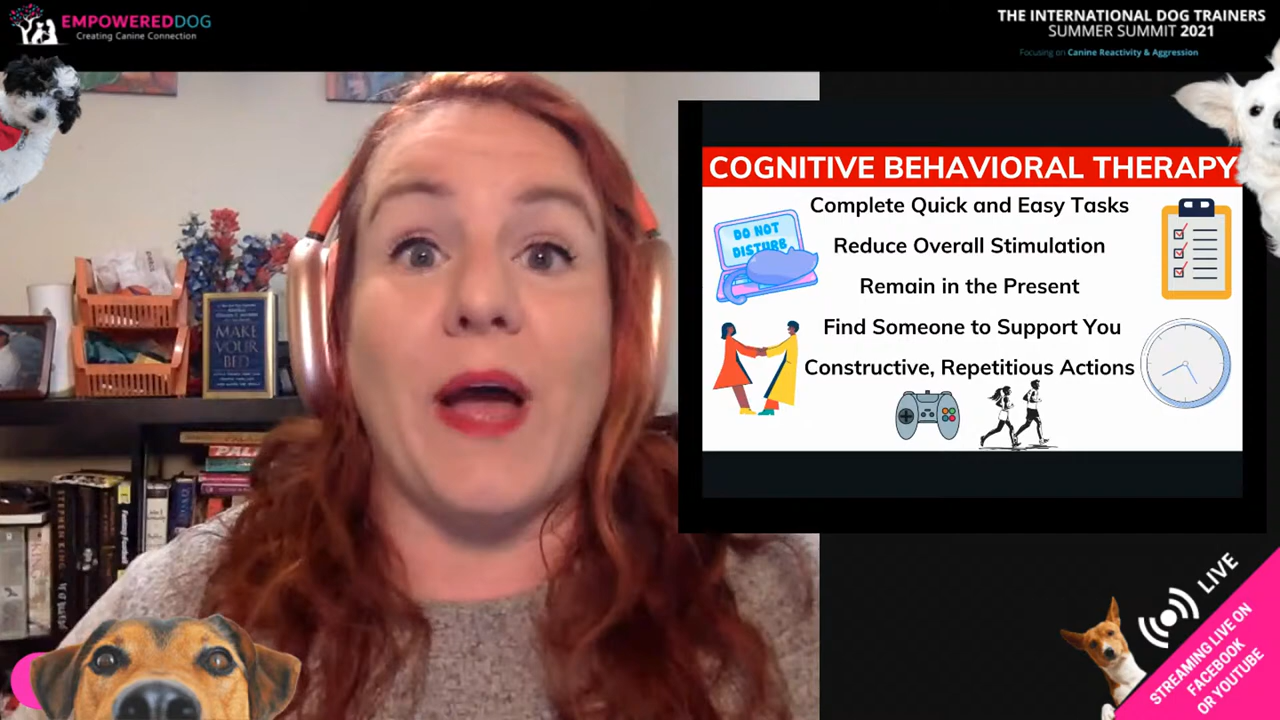 EMPOWEREDDOG
Creating Canine Connection
THE INTERNATIONAL DOG TRAINERS
SUMMER SUMMIT 2021
Focusing on Canine Reactivity & Aggression
COGNITIVE BEHAVIORAL THERAPY
Complete Quick and Easy Tasks
DO NOT
DISTURB
Reduce Overall Stimulation
Remain in the Present
Find Someone to Support You
Constructive, Repetitious Actions
MAKE
YOUR
BED
STEPHEN KING
LIVE
STREAMING LIVE ON
FACEBOOK
OR YOUTUBE